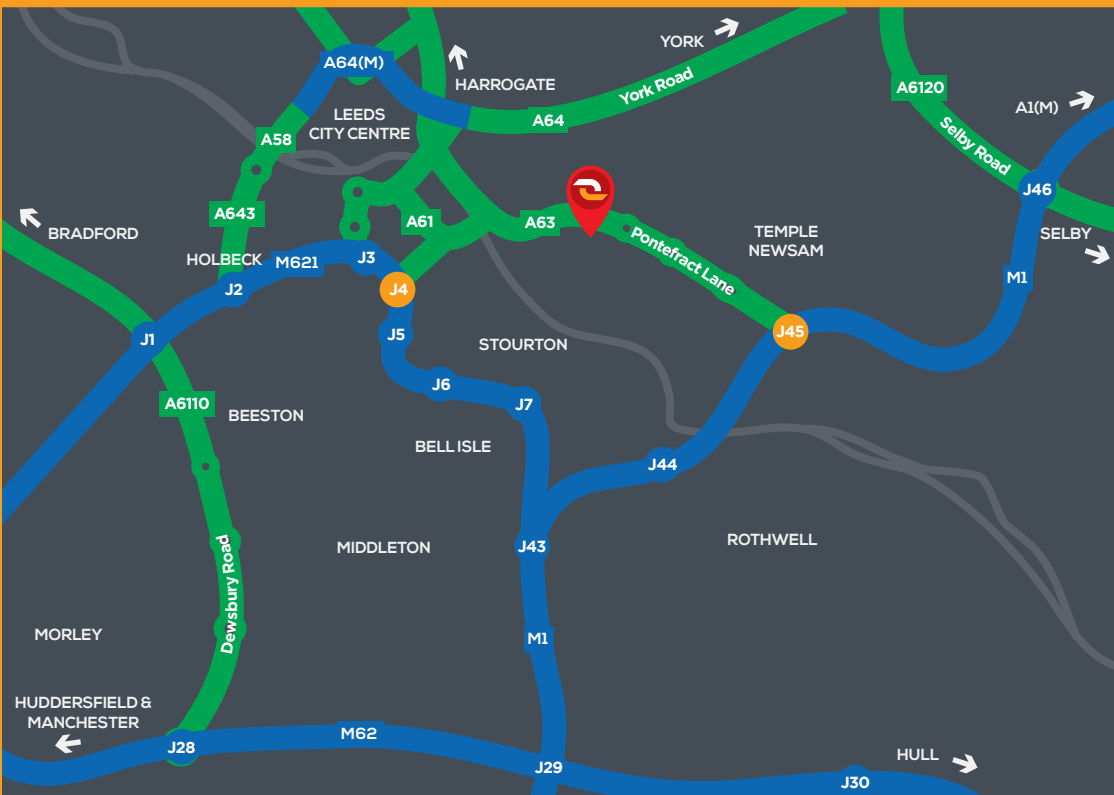 YORK
A64(M)
HARROGATE
York Road
A6120
A1(M)
LEEDS
CITY CENTRE
A64
A58
Selby Road
J46
A643
A61
A63
BRADFORD
Pontefract Lane
TEMPLE
NEWSAM
SELBY
HOLBECK
M621
J3
J2
J4
M1
J1
J5
J45
STOURTON
J6
J7
A6110
BEESTON
BELL ISLE
J44
MIDDLETON
J43
ROTHWELL
Dewsbury Road
MORLEY
M1
HUDDERSFIELD &
MANCHESTER
M62
J28
HULL
J29
J30